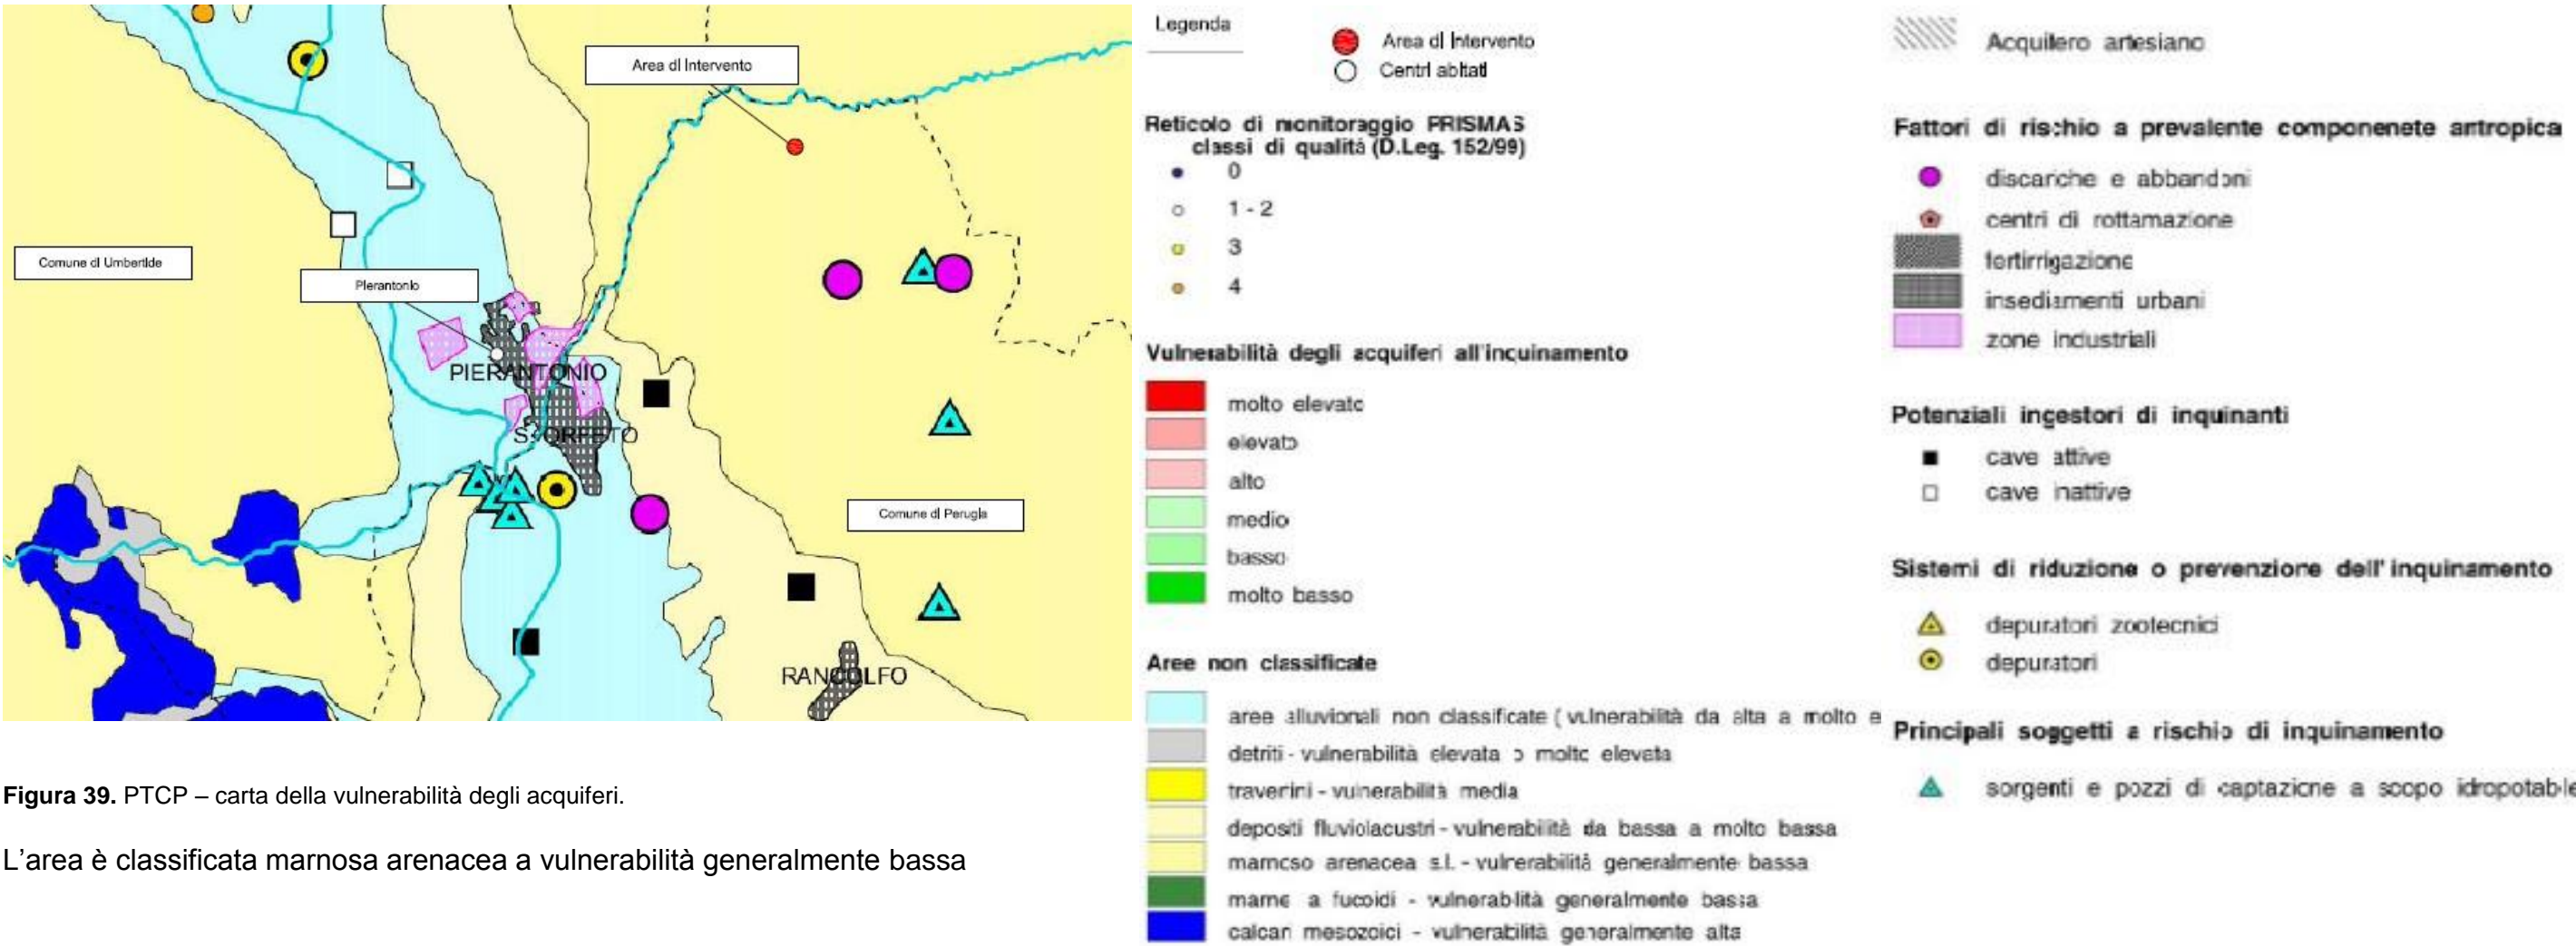 Area di Intervento
Comune di Umbertide
Pierantonio
PIERANTONIO
Comune di Perugia
RANCOLFO
Figura 39. PTCP – carta della vulnerabilità degli acquiferi.
L'area è classificata marnosa arenacea a vulnerabilità generalmente bassa
Legenda
Area di Intervento
Centri abitati
Reticolo di monitoraggio PRISMAS
classi di qualità (D.Leg. 152/99)
0
1 - 2
3
4
Vulnerabilità degli acquiferi all'inquinamento
molto elevato
elevato
alto
medio
basso
molto basso
Aree non classificate
aree alluvionali non classificate ( vulnerabilità da alta a molto e
detriti - vulnerabilità elevata o molto elevata
travertini - vulnerabilità media
depositi fluviolacustri - vulnerabilità da bassa a molto bassa
marnoso arenacea s.l. - vulnerabilità generalmente bassa
marne a fucoidi - vulnerabilità generalmente bassa
calcari mesozoici - vulnerabilità generalmente alta
Acquifero artesiano
Fattori di rischio a prevalente componenete antropica
discariche e abbandoni
centri di rottamazione
fertirrigazione
insediamenti urbani
zone industriali
Potenziali ingestori di inquinanti
cave attive
cave inattive
Sistemi di riduzione o prevenzione dell'inquinamento
depuratori zootecnici
depuratori
Principali soggetti a rischio di inquinamento
sorgenti e pozzi di captazione a scopo idropotabile